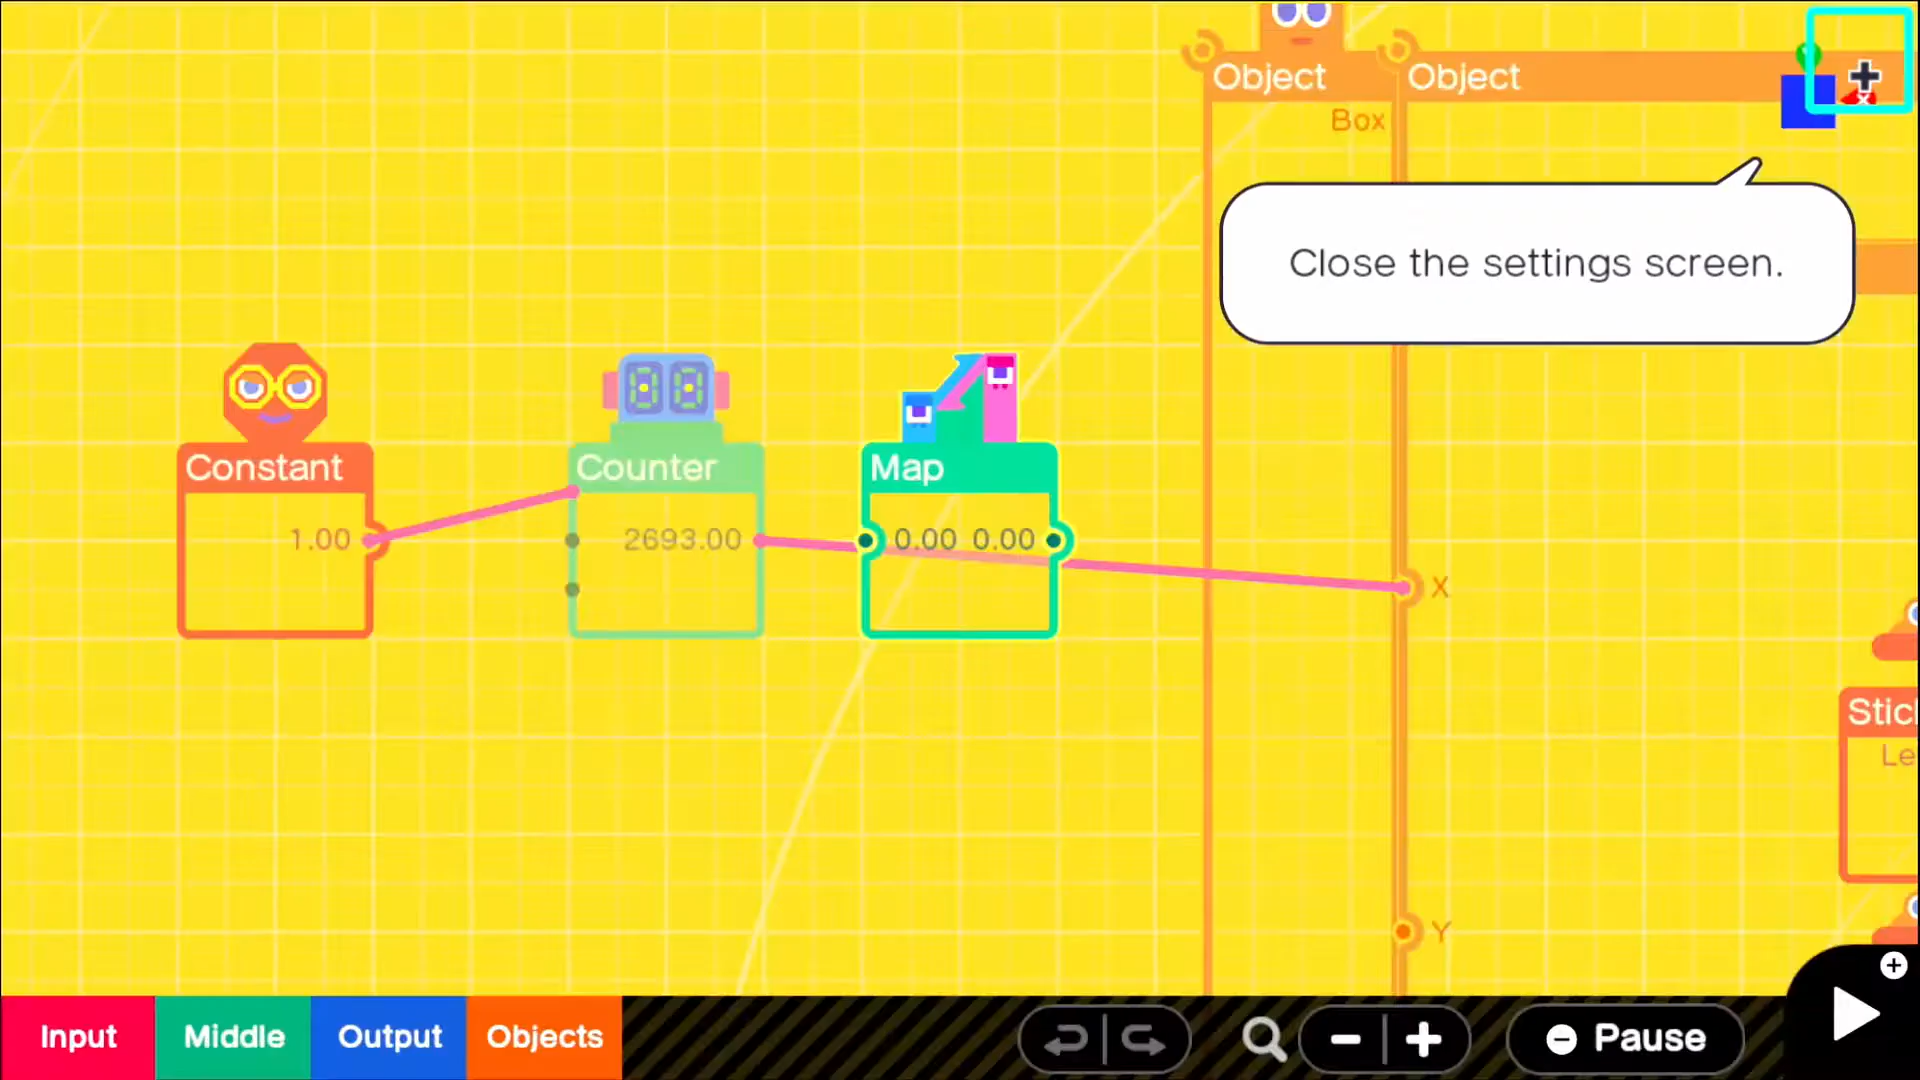 Object
Object
Box
Close the settings screen.
Constant
Counter
Map
1.00
2693.00
0.00 0.00
X
Y
Input
Middle
Output
Objects
Pause